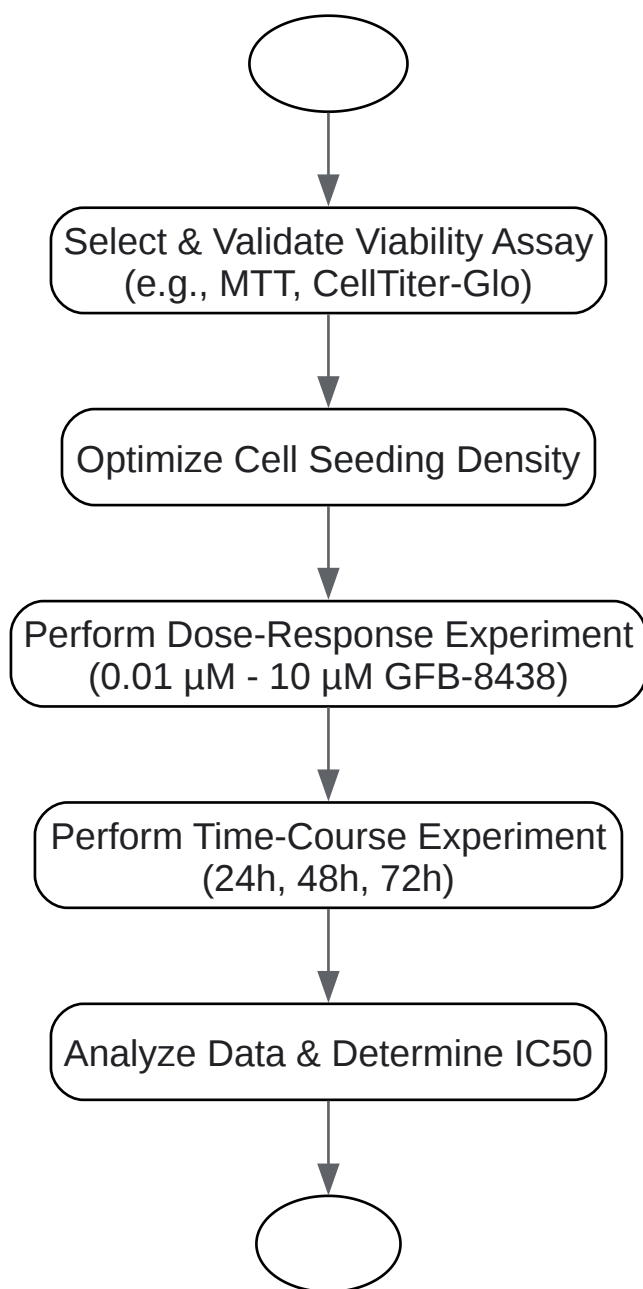 Select & Validate Viability Assay
(e.g., MTT, CellTiter-Glo)
Optimize Cell Seeding Density
Perform Dose-Response Experiment
(0.01 µM - 10 µM GFB-8438)
Perform Time-Course Experiment
(24h, 48h, 72h)
Analyze Data & Determine IC50